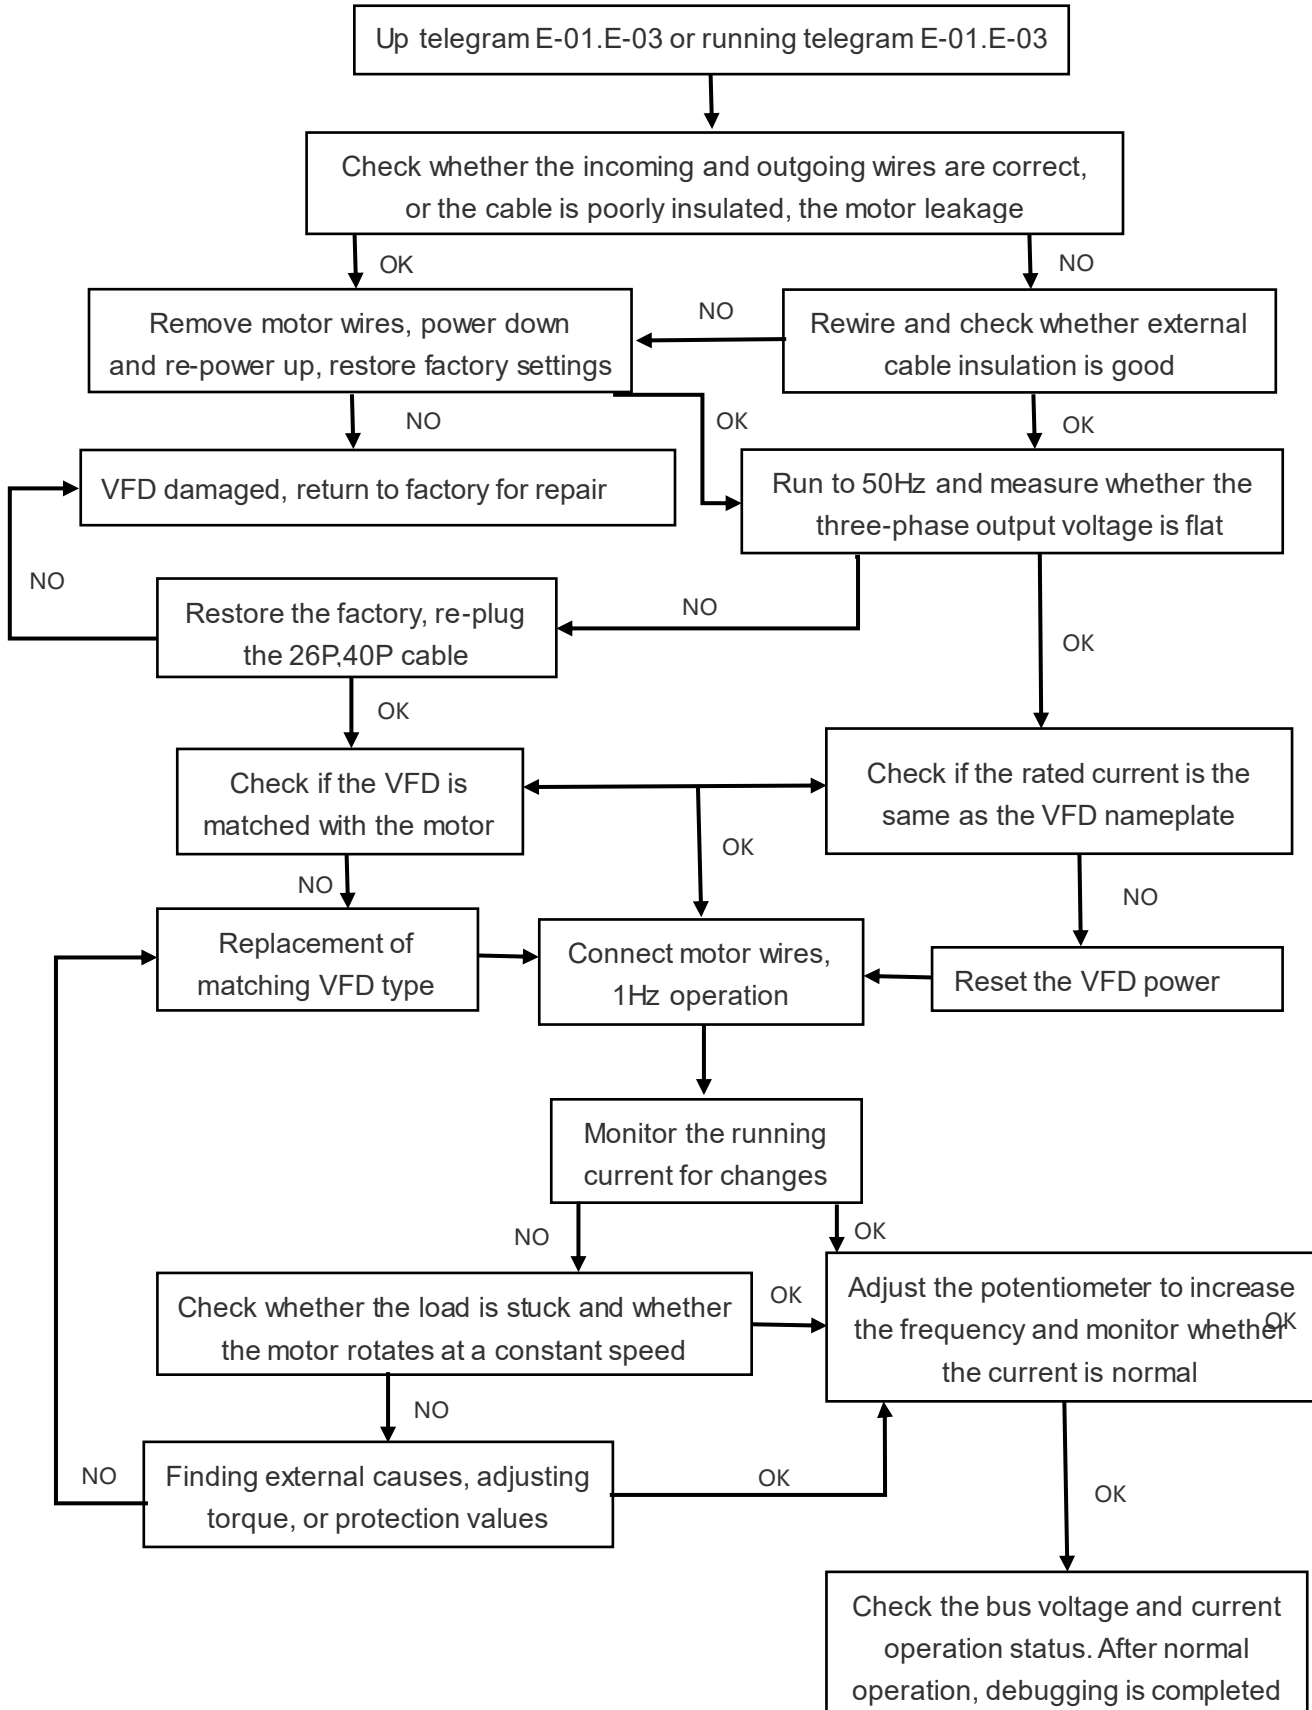 Up telegram E-01.E-03 or running telegram E-01.E-03
Check whether the incoming and outgoing wires are correct,
or the cable is poorly insulated, the motor leakage
OK
NO
Remove motor wires, power down
and re-power up, restore factory settings
NO
Rewire and check whether external
cable insulation is good
NO
OK
OK
VFD damaged, return to factory for repair
Run to 50Hz and measure whether the
three-phase output voltage is flat
NO
Restore the factory, re-plug
the 26P,40P cable
NO
OK
OK
Check if the VFD is
matched with the motor
Check if the rated current is the
same as the VFD nameplate
OK
NO
NO
Replacement of
matching VFD type
Connect motor wires,
1Hz operation
Reset the VFD power
Monitor the running
current for changes
NO
OK
Check whether the load is stuck and whether
the motor rotates at a constant speed
OK
Adjust the potentiometer to increase
the frequency and monitor whether
OK
the current is normal
NO
NO
Finding external causes, adjusting
torque, or protection values
OK
OK
Check the bus voltage and current
operation status. After normal
operation, debugging is completed